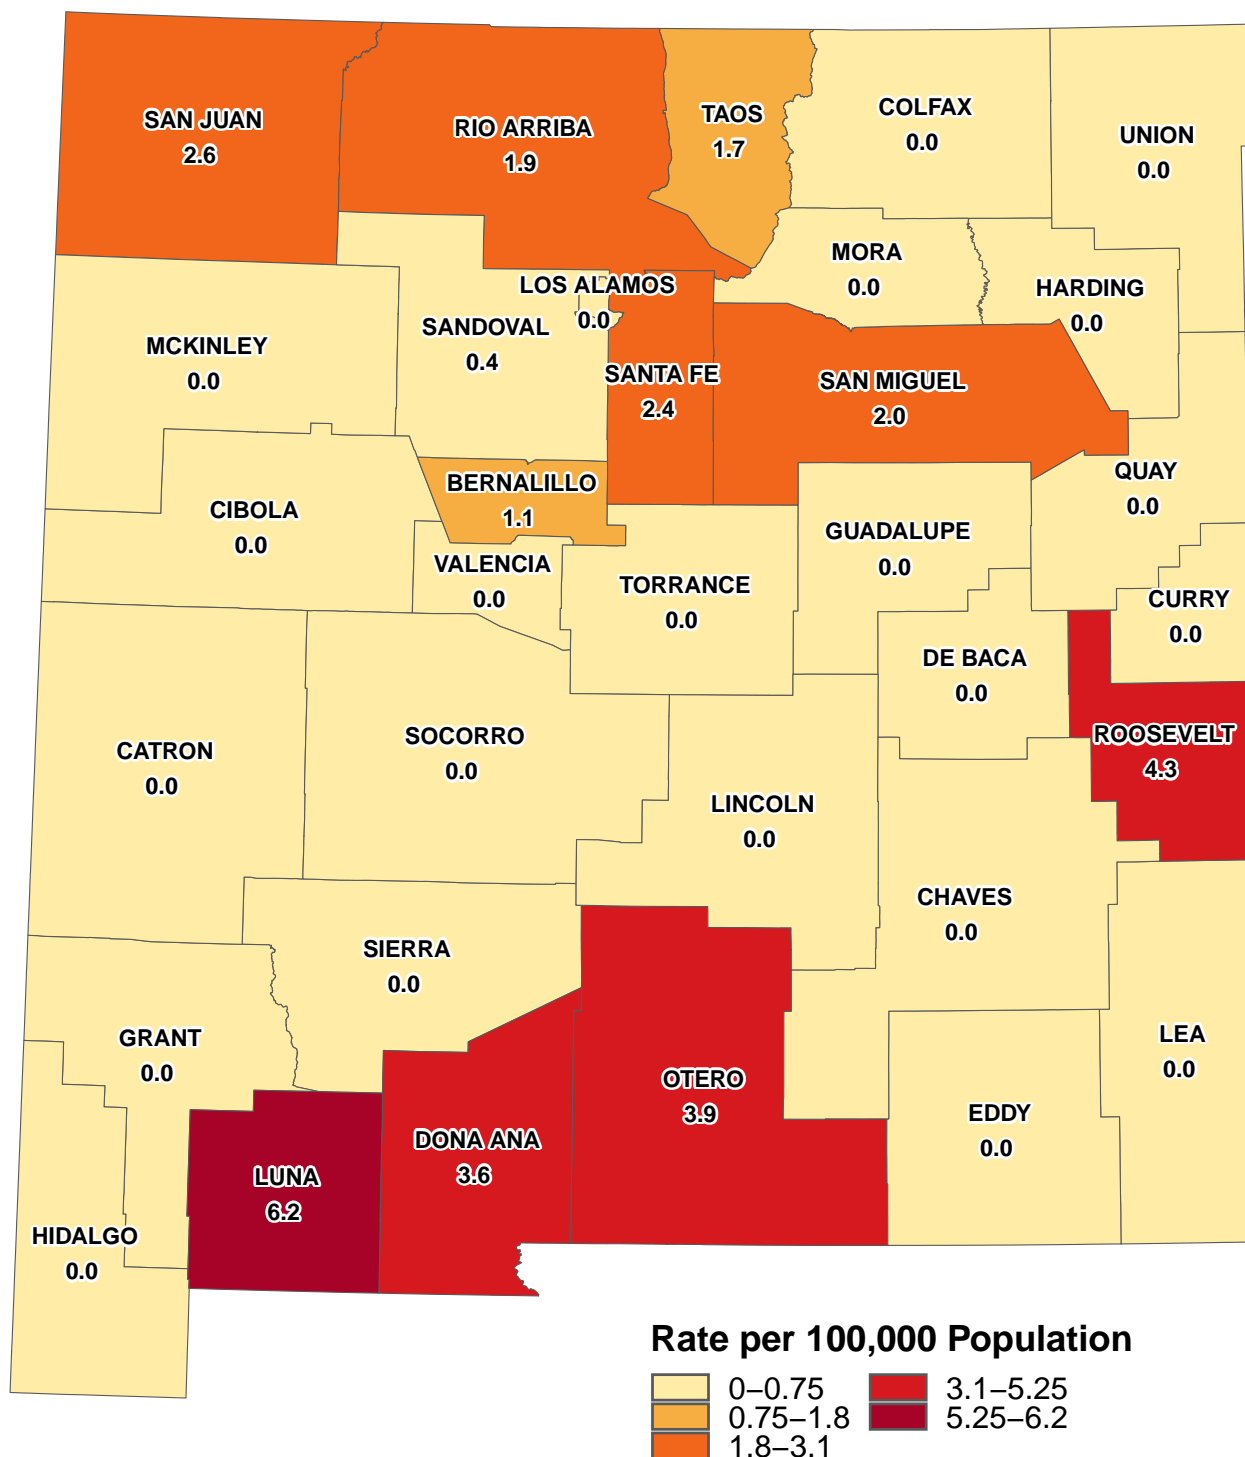 SAN JUAN
2.6
RIO ARRIBA
1.9
TAOS
1.7
COLFAX
0.0
UNION
0.0
MORA
0.0
HARDING
0.0
LOS ALAMOS
0.0
SANDOVAL
0.4
MCKINLEY
0.0
SANTA FE
2.4
SAN MIGUEL
2.0
QUAY
0.0
BERNALILLO
1.1
CIBOLA
0.0
GUADALUPE
0.0
VALENCIA
0.0
TORRANCE
0.0
CURRY
0.0
DE BACA
0.0
ROOSEVELT
4.3
CATRON
0.0
SOCORRO
0.0
LINCOLN
0.0
CHAVES
0.0
SIERRA
0.0
GRANT
0.0
LEA
0.0
OTERO
3.9
EDDY
0.0
DONA ANA
3.6
LUNA
6.2
HIDALGO
0.0
Rate per 100,000 Population
0–0.75
0.75–1.8
1.8–3.1
3.1–5.25
5.25–6.2